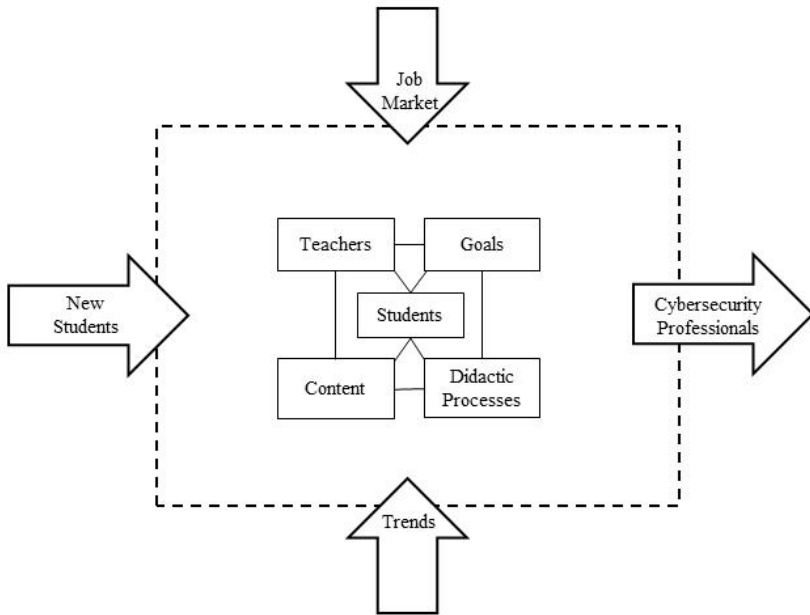 Job
Market
Teachers
Goals
New
Students
Students
Cybersecurity
Professionals
Content
Didactic
Processes
Trends